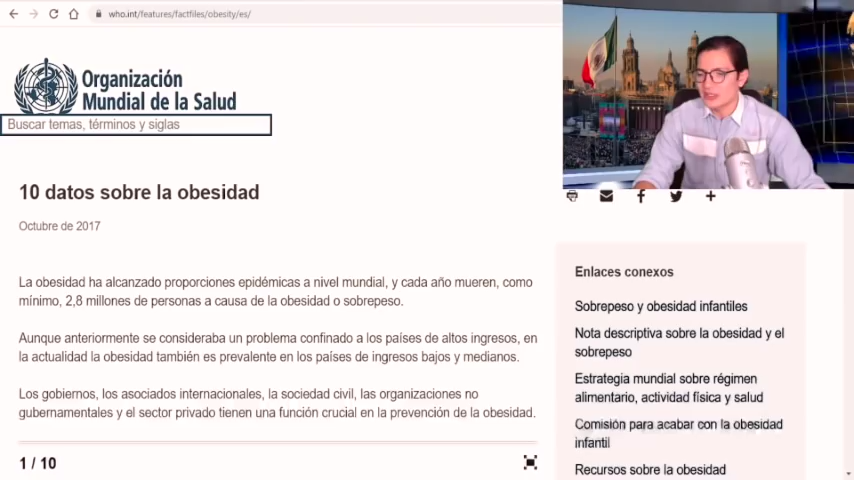 who.int/features/factfiles/obesity/es/
Organización
Mundial de la Salud
Buscar temas, términos y siglas
10 datos sobre la obesidad
Octubre de 2017
La obesidad ha alcanzado proporciones epidémicas a nivel mundial, y cada año mueren, como
mínimo, 2,8 millones de personas a causa de la obesidad o sobrepeso.
Aunque anteriormente se consideraba un problema confinado a los países de altos ingresos, en
la actualidad la obesidad también es prevalente en los países de ingresos bajos y medianos.
Los gobiernos, los asociados internacionales, la sociedad civil, las organizaciones no
gubernamentales y el sector privado tienen una función crucial en la prevención de la obesidad.
1 / 10
Enlaces conexos
Sobrepeso y obesidad infantiles
Nota descriptiva sobre la obesidad y el
sobrepeso
Estrategia mundial sobre régimen
alimentario, actividad física y salud
Comisión para acabar con la obesidad
infantil
Recursos sobre la obesidad